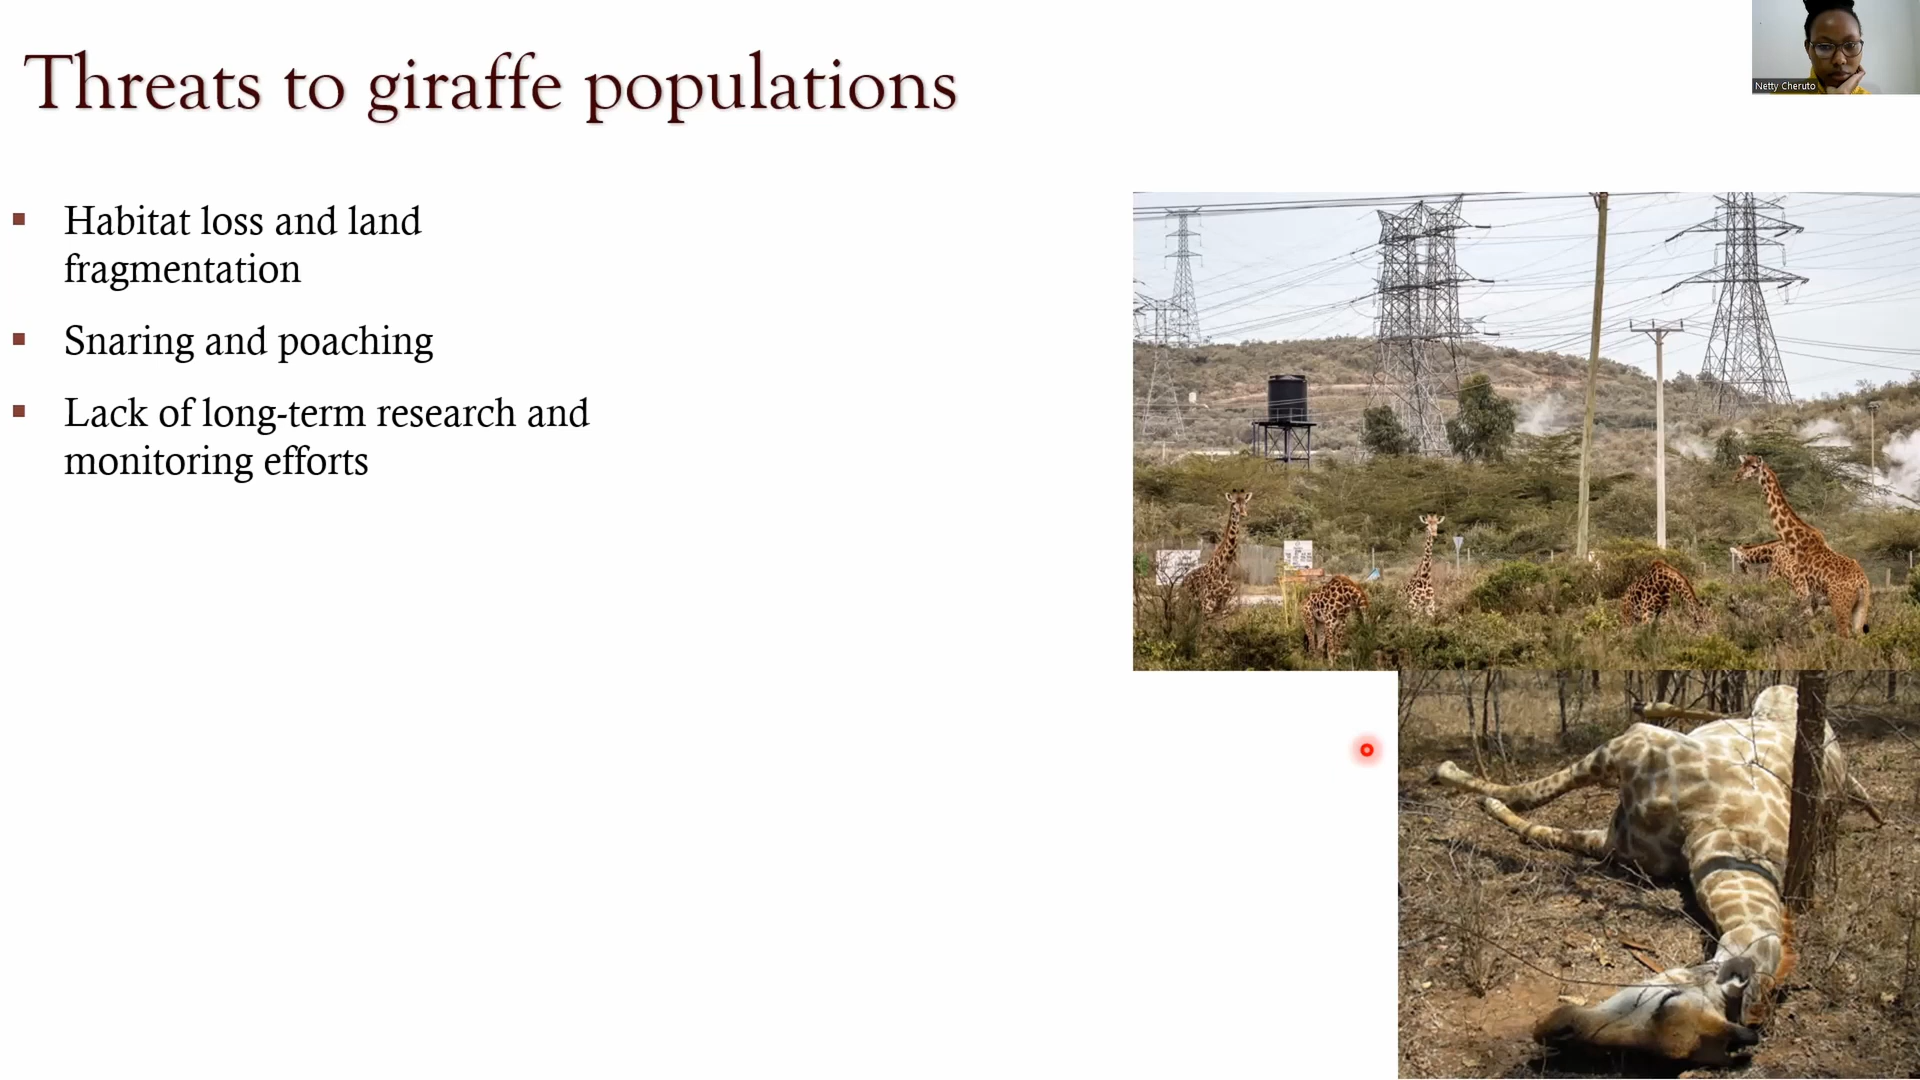 Threats to giraffe populations
Netty Cheruto
▪ Habitat loss and land
fragmentation
▪ Snaring and poaching
▪ Lack of long-term research and
monitoring efforts